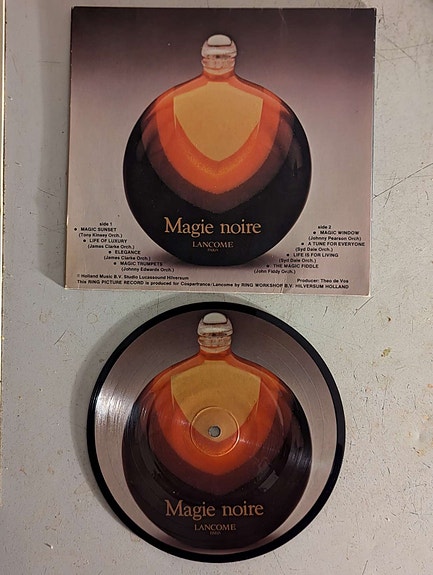 Magie noire
LANCOME
PARIS
side 1
MAGIC SUNSET
(Tony Kinsey Orch.)
LIFE OF LUXURY
(James Clarke Orch.)
ELEGANCE
(James Clarke Orch.)
MAGIC TRUMPETS
(Johnny Edwards Orch.)
side 2
MAGIC WINDOW
(Johnny Pearson Orch.)
A TUNE FOR EVERYONE
(Syd Dale Orch.)
LIFE IS FOR LIVING
(Syd Dale Orch.)
THE MAGIC FIDDLE
(John Fiddy Orch.)
© Holland Music B.V. Studio Lucassound Hilversum
Producer: Theo de Vos
This RING PICTURE RECORD is produced for Cosparfrance/Lancome by RING WORKSHOP B.V. HILVERSUM HOLLAND
Magie noire
LANCOME
PARIS